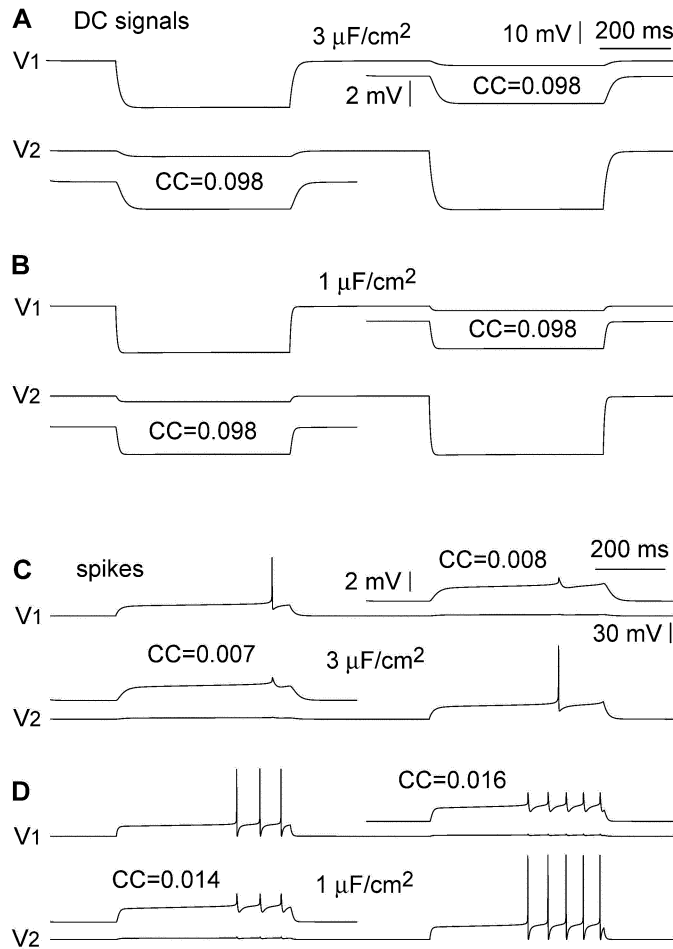 A DC signals
3 μF/cm2 10 mV 200 ms
V1
2 mV CC=0.098
V2
CC=0.098
B
1 μF/cm2
V1
CC=0.098
V2
CC=0.098
C spikes
CC=0.008 200 ms
2 mV
V1
30 mV
CC=0.007 3 μF/cm2
V2
D
CC=0.016
V1
CC=0.014 1 μF/cm2
V2